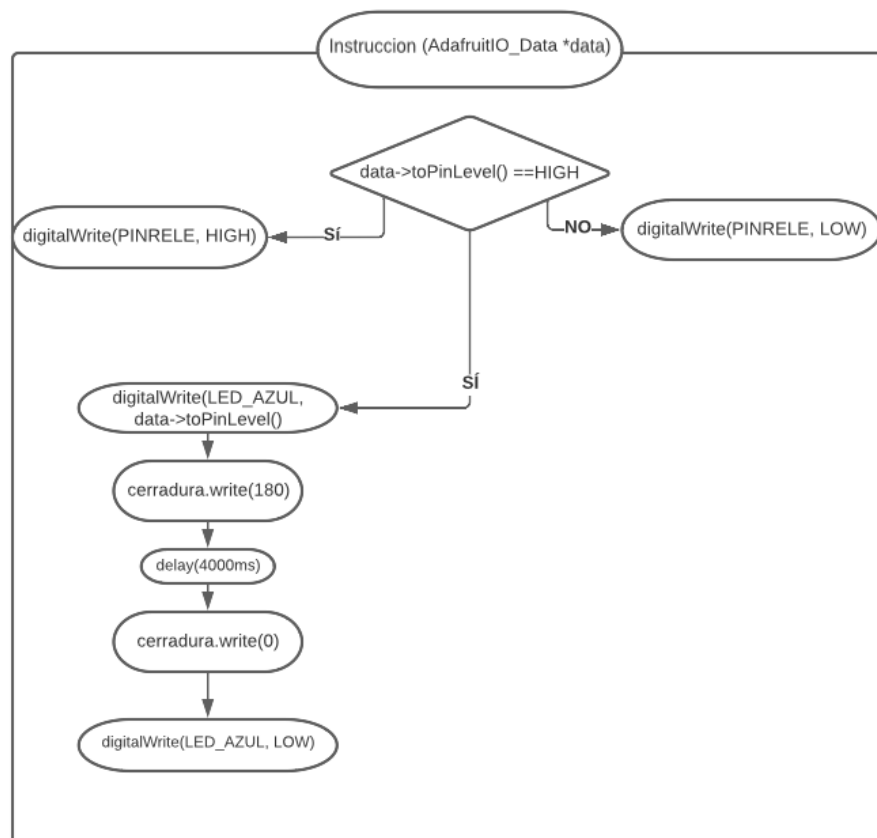 Instruccion (AdafruitIO_Data *data)
data->toPinLevel() ==HIGH
digitalWrite(PINRELE, HIGH)
Sí
NO
digitalWrite(PINRELE, LOW)
SÍ
digitalWrite(LED_AZUL,
data->toPinLevel()
cerradura.write(180)
delay(4000ms)
cerradura.write(0)
digitalWrite(LED_AZUL, LOW)